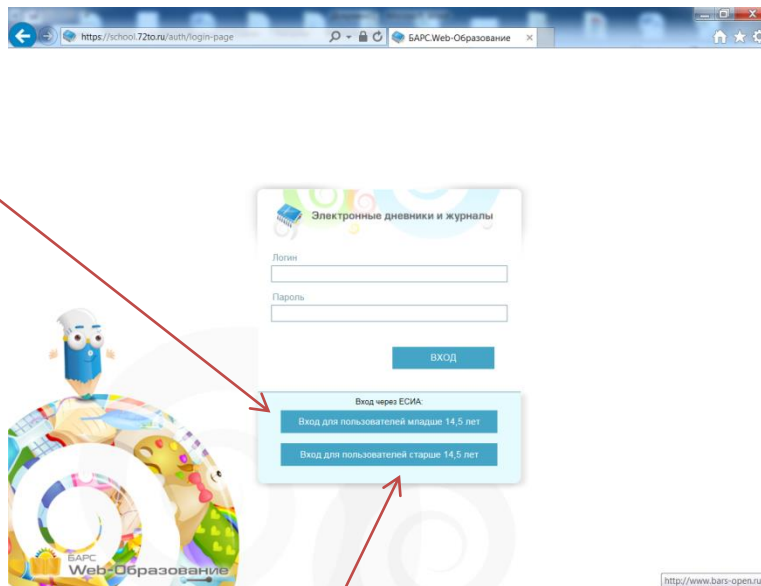 https://school.72to.ru/auth/login-page
БАРС.Web-Образование
Электронные дневники и журналы
Логин
Пароль
ВХОД
Вход через ЕСИА:
Вход для пользователей младше 14,5 лет
Вход для пользователей старше 14,5 лет
БАРС
Web-Образование
http://www.bars-open.ru